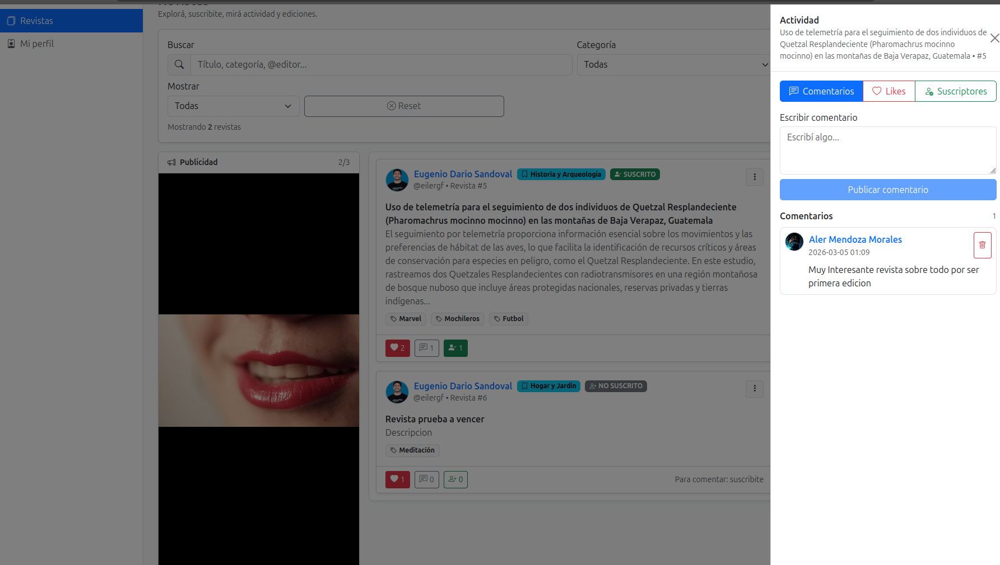 Explorá, suscribite, mirá actividad y ediciones.
Revistas
Mi perfil
Buscar
Título, categoría, @editor...
Categoría
Todas
Mostrar
Todas
Reset
Mostrando 2 revistas
Publicidad
2/3
Eugenio Dario Sandoval
Historia y Arqueología
SUSCRITO
@eilergf • Revista #5
Uso de telemetría para el seguimiento de dos individuos de Quetzal Resplandeciente
(Pharomachrus mocinno mocinno) en las montañas de Baja Verapaz, Guatemala
El seguimiento por telemetría proporciona información esencial sobre los movimientos y las
preferencias de hábitat de las aves, lo que facilita la identificación de recursos críticos y áreas
de conservación para especies en peligro, como el Quetzal Resplandeciente. En este estudio,
rastreamos dos Quetzales Resplandecientes con radiotransmisores en una región montañosa
de bosque nuboso que incluye áreas protegidas nacionales, reservas privadas y tierras
indígenas...
Marvel
Mochileros
Futbol
2
1
1
Eugenio Dario Sandoval
Hogar y Jardín
NO SUSCRITO
@eilergf • Revista #6
Revista prueba a vencer
Descripcion
Meditación
1
0
0
Para comentar: suscribite
Actividad
Uso de telemetría para el seguimiento de dos individuos de
Quetzal Resplandeciente (Pharomachrus mocinno
mocinno) en las montañas de Baja Verapaz, Guatemala • #5
Comentarios
Likes
Suscriptores
Escribir comentario
Escribí algo...
Publicar comentario
Comentarios
1
Aler Mendoza Morales
2026-03-05 01:09
Muy Interesante revista sobre todo por ser
primera edicion